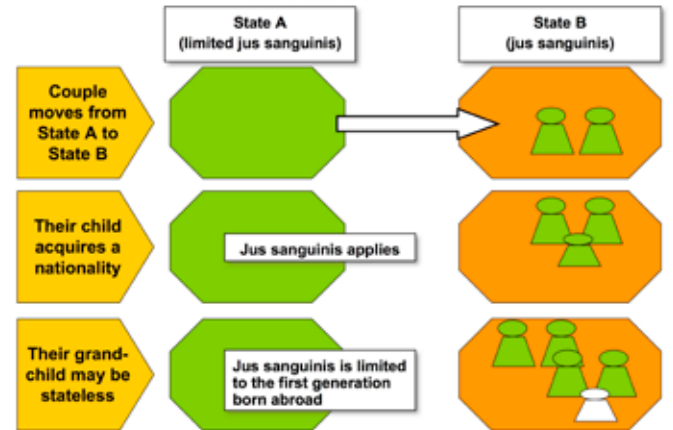 State A
(limited jus sanguinis)
State B
(jus sanguinis)
Couple
moves from
State A to
State B
Their child
acquires a
nationality
Jus sanguinis applies
Their grand-
child may be
stateless
Jus sanguinis is limited
to the first generation
born abroad